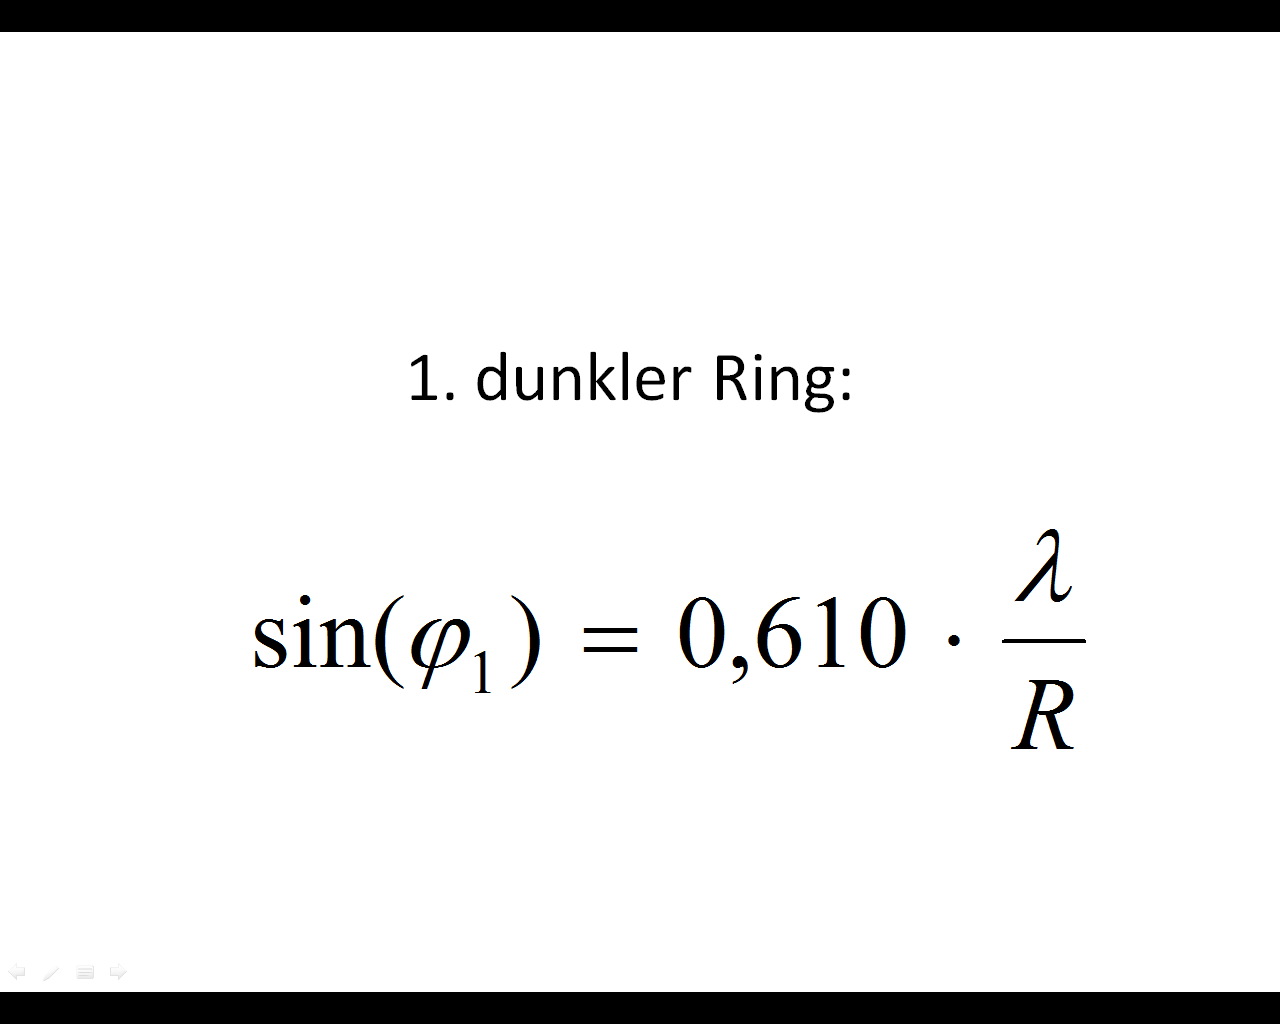 1. dunkler Ring:
sin(φ₁) = 0,610 · λ/R